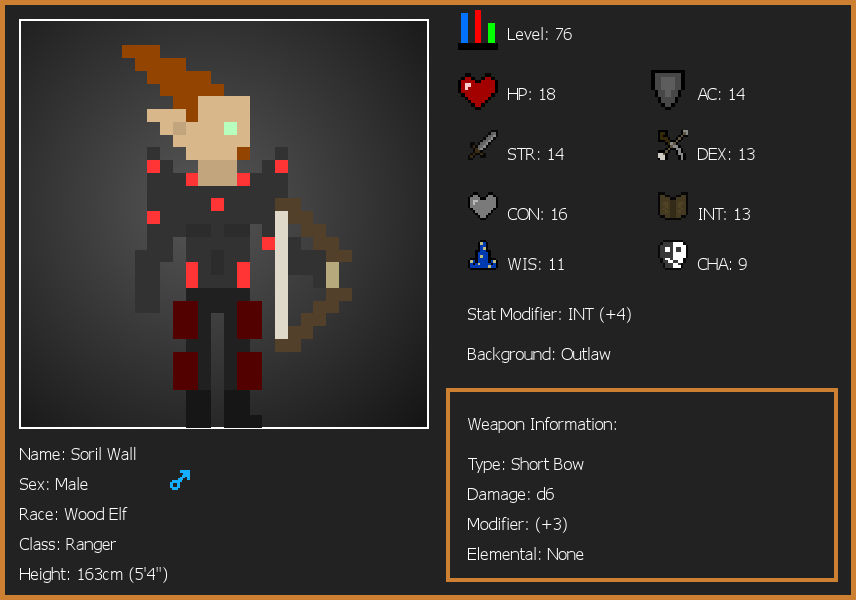 Level: 76
HP: 18
AC: 14
STR: 14
DEX: 13
CON: 16
INT: 13
WIS: 11
CHA: 9
Stat Modifier: INT (+4)
Background: Outlaw
Weapon Information:
Type: Short Bow
Damage: d6
Modifier: (+3)
Elemental: None
Name: Soril Wall
Sex: Male
Race: Wood Elf
Class: Ranger
Height: 163cm (5'4")